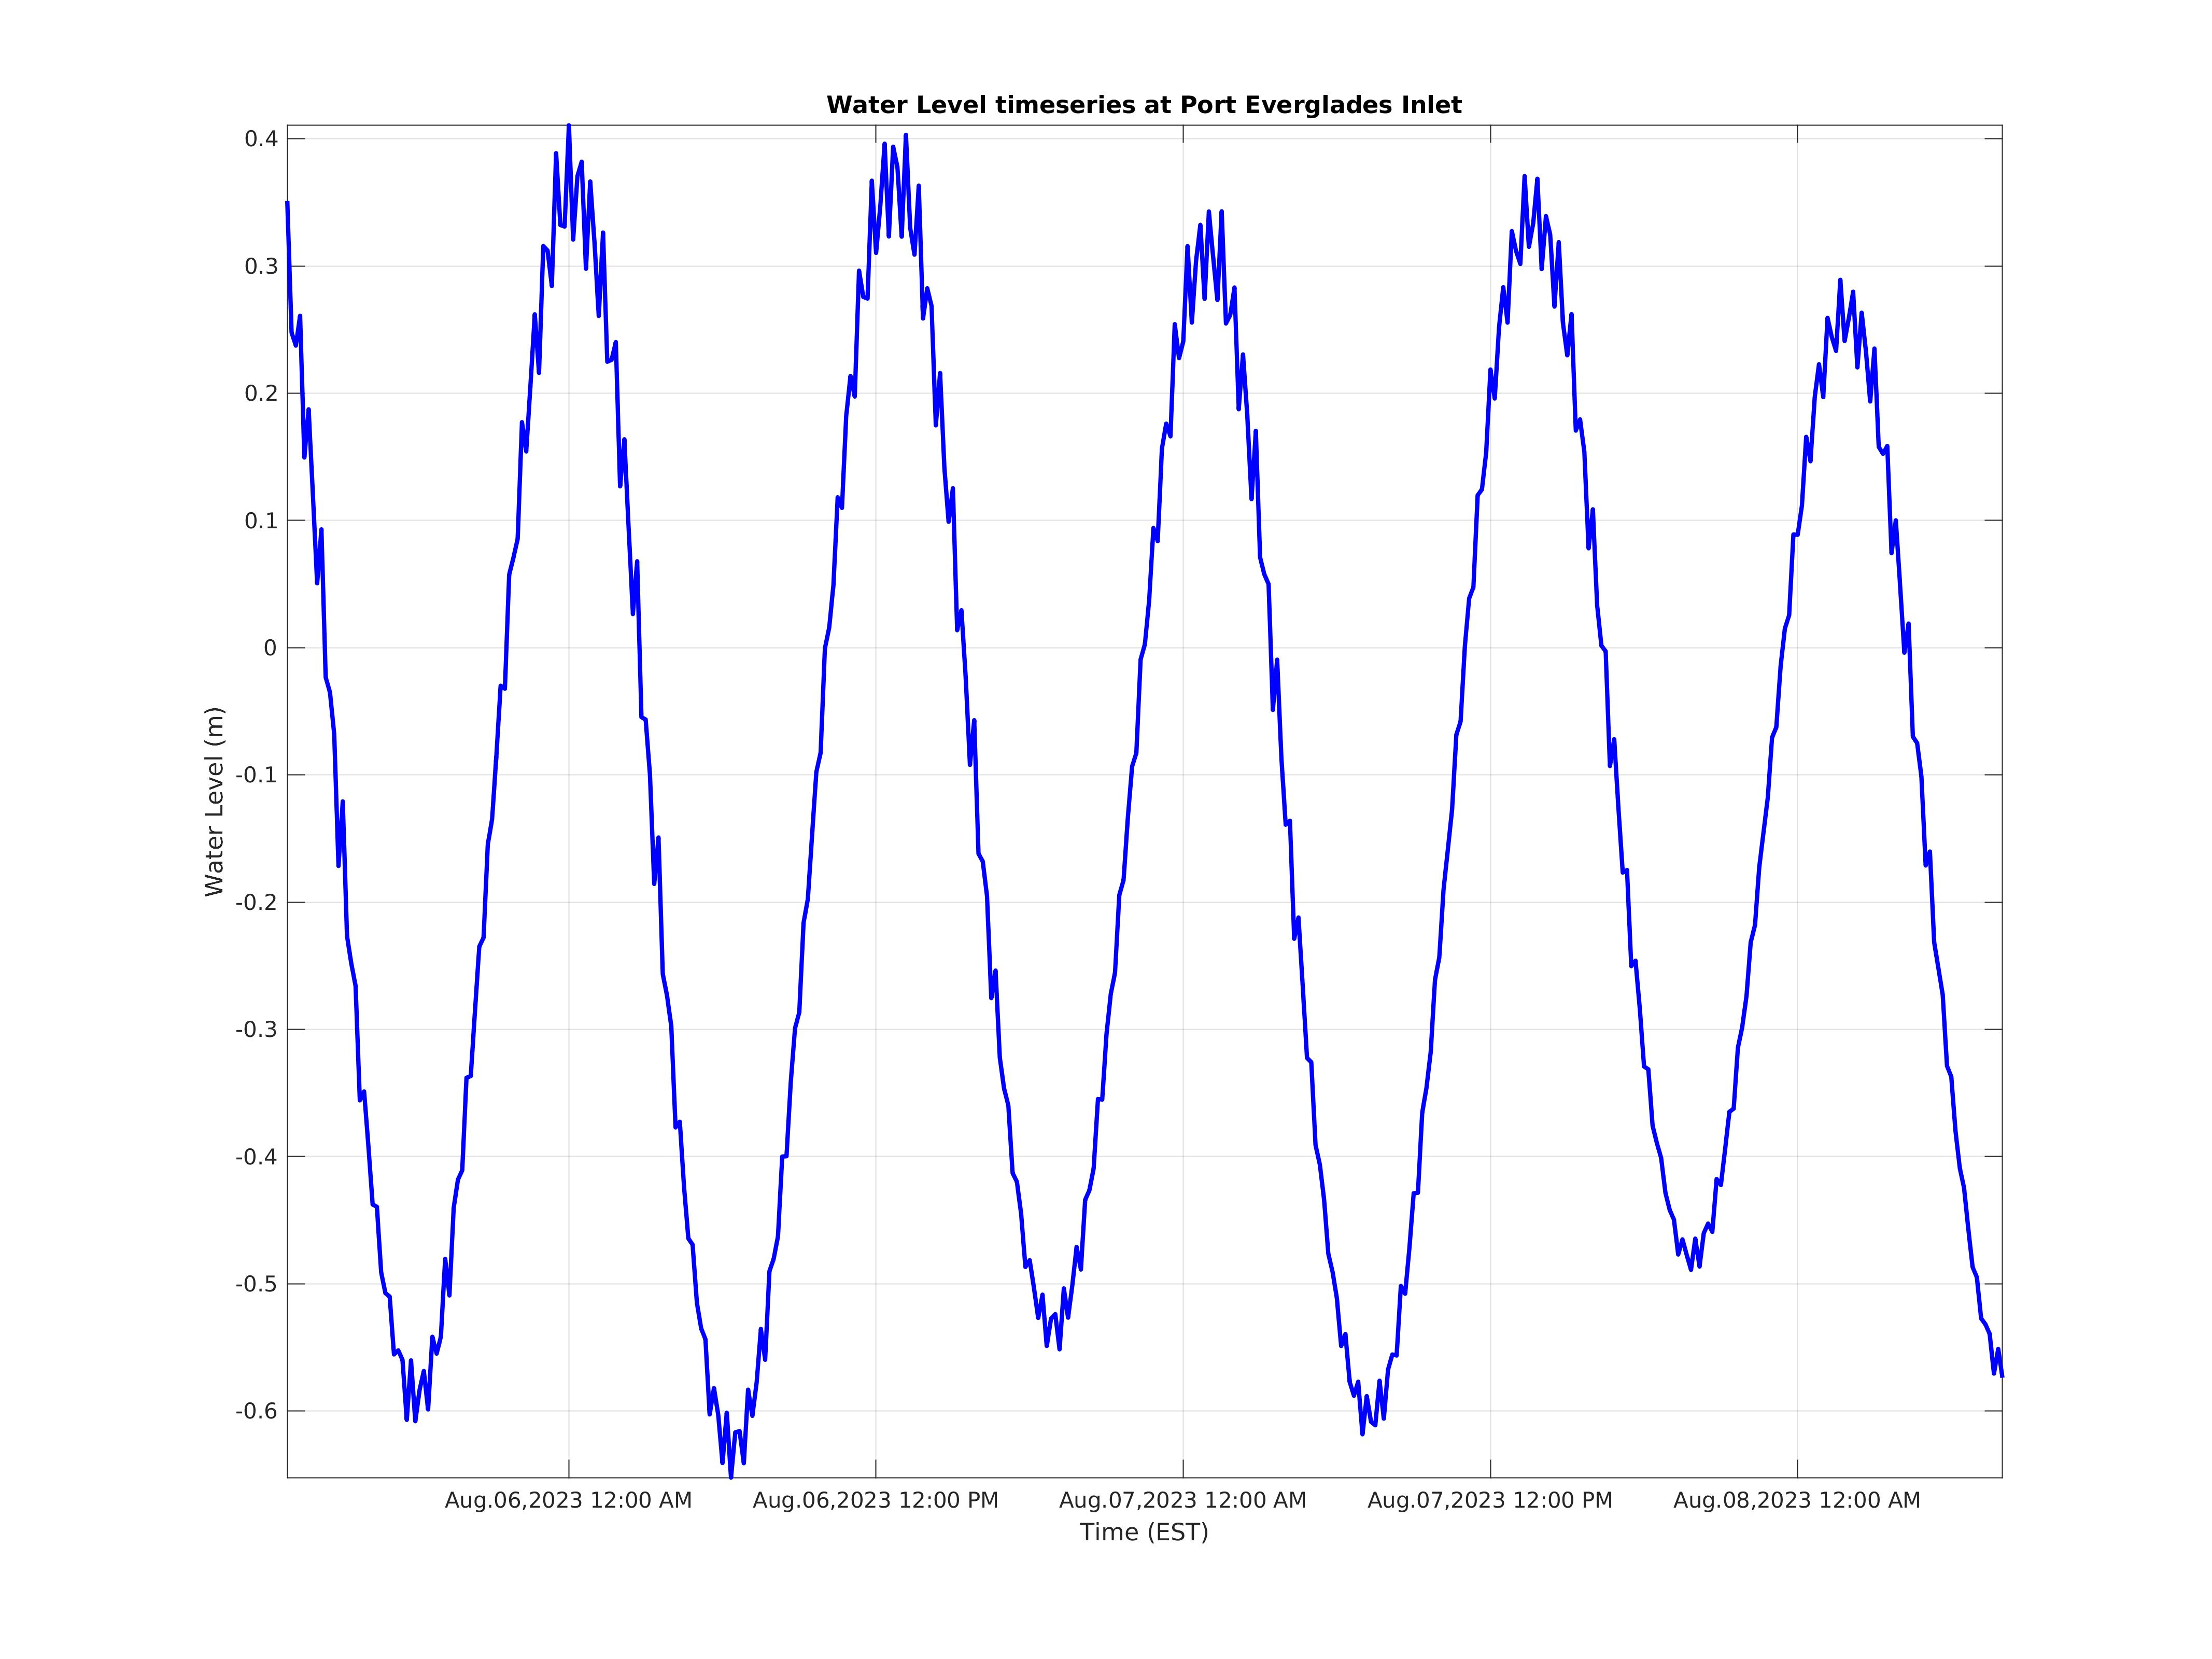 Water Level timeseries at Port Everglades Inlet
0.4
0.3
0.2
0.1
0
-0.1
-0.2
-0.3
-0.4
-0.5
-0.6
Water Level (m)
Aug.06,2023 12:00 AM
Aug.06,2023 12:00 PM
Aug.07,2023 12:00 AM
Aug.07,2023 12:00 PM
Aug.08,2023 12:00 AM
Time (EST)